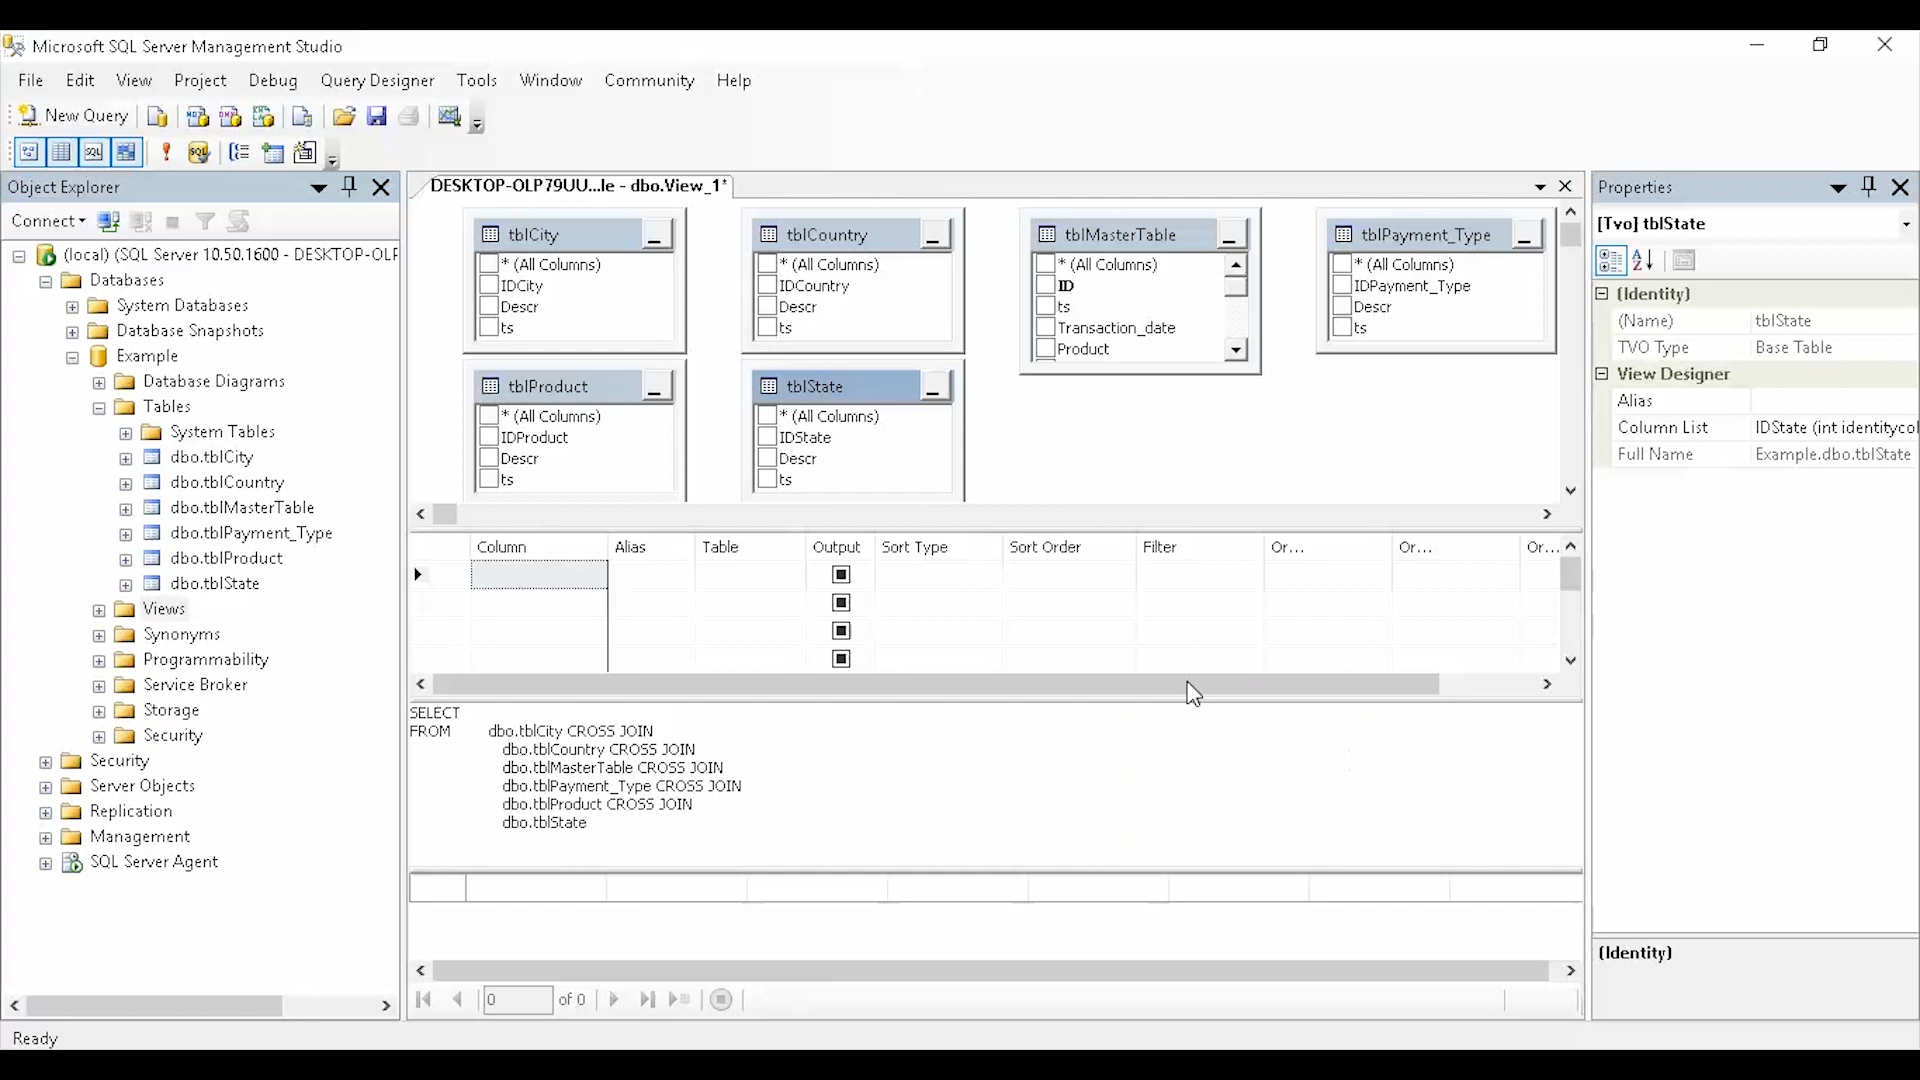 Microsoft SQL Server Management Studio
File Edit View Project Debug Query Designer Tools Window Community Help
New Query
Object Explorer
Connect
(local) (SQL Server 10.50.1600 - DESKTOP-OLP
Databases
System Databases
Database Snapshots
Example
Database Diagrams
Tables
System Tables
dbo.tblCity
dbo.tblCountry
dbo.tblMasterTable
dbo.tblPayment_Type
dbo.tblProduct
dbo.tblState
Views
Synonyms
Programmability
Service Broker
Storage
Security
Security
Server Objects
Replication
Management
SQL Server Agent
DESKTOP-OLP79UU...le - dbo.View_1*
tblCity
* (All Columns)
IDCity
Descr
ts
tblCountry
* (All Columns)
IDCountry
Descr
ts
tblMasterTable
* (All Columns)
ID
ts
Transaction_date
Product
tblPayment_Type
* (All Columns)
IDPayment_Type
Descr
ts
tblProduct
* (All Columns)
IDProduct
Descr
ts
tblState
* (All Columns)
IDState
Descr
ts
Column Alias Table Output Sort Type Sort Order Filter Or... Or... Or...
SELECT
FROM dbo.tblCity CROSS JOIN
dbo.tblCountry CROSS JOIN
dbo.tblMasterTable CROSS JOIN
dbo.tblPayment_Type CROSS JOIN
dbo.tblProduct CROSS JOIN
dbo.tblState
0 of 0
Properties
[Tvo] tblState
(Identity)
(Name) tblState
TVO Type Base Table
View Designer
Alias
Column List IDState (int identitycol
Full Name Example.dbo.tblState
(Identity)
Ready